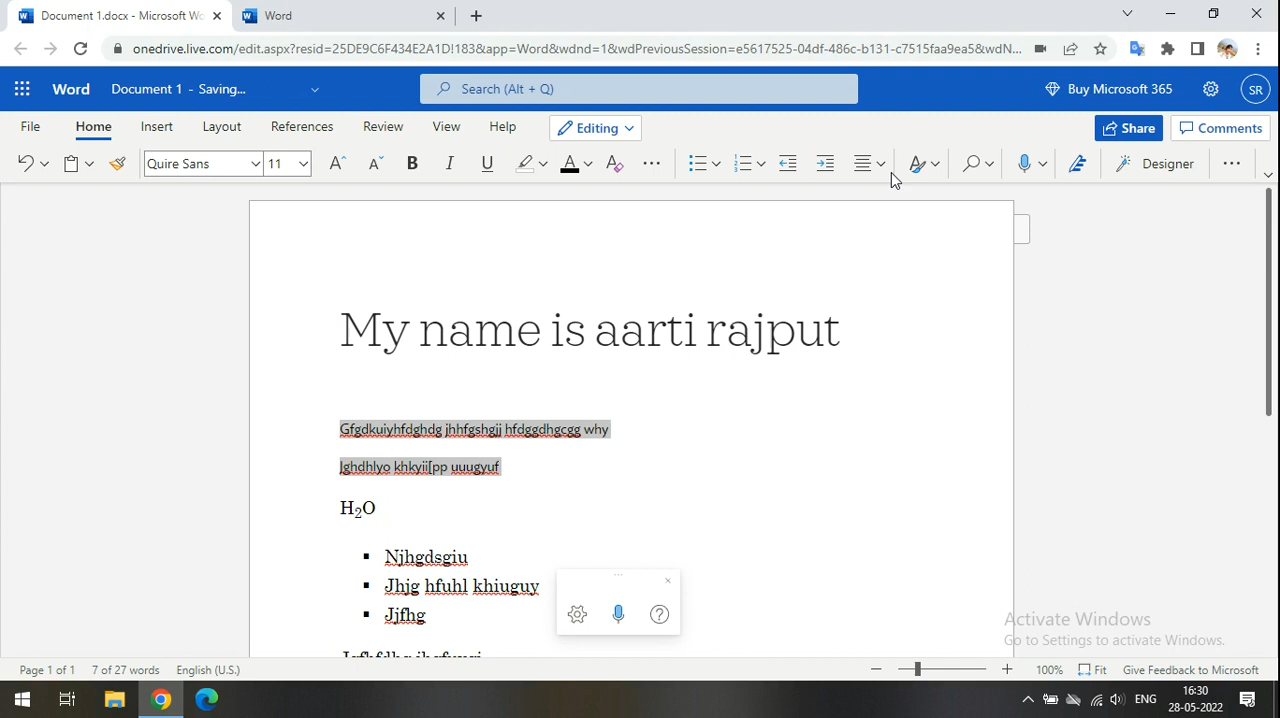 Document 1.docx - Microsoft Wo
Word
onedrive.live.com/edit.aspx?resid=25DE9C6F434E2A1D!183&app=Word&wdnd=1&wdPreviousSession=e5617525-04df-486c-b131-c7515faa9ea5&wdN...
Word Document 1 - Saving...
Search (Alt + Q)
Buy Microsoft 365
SR
File Home Insert Layout References Review View Help
Editing
Share
Comments
Quire Sans 11
Designer
My name is aarti rajput
Gfgdkuiyhfdghdg jhhfgshgjj hfdggdhgcgg why
khkyii[pp uuugyuf
H₂O
▪ Njhgdsgiu
▪ Jhjg hfuhl khiuguy
▪ Jjfhg
Activate Windows
Go to Settings to activate Windows.
Page 1 of 1 7 of 27 words English (U.S.)
100% Fit Give Feedback to Microsoft
ENG
16:30
28-05-2022